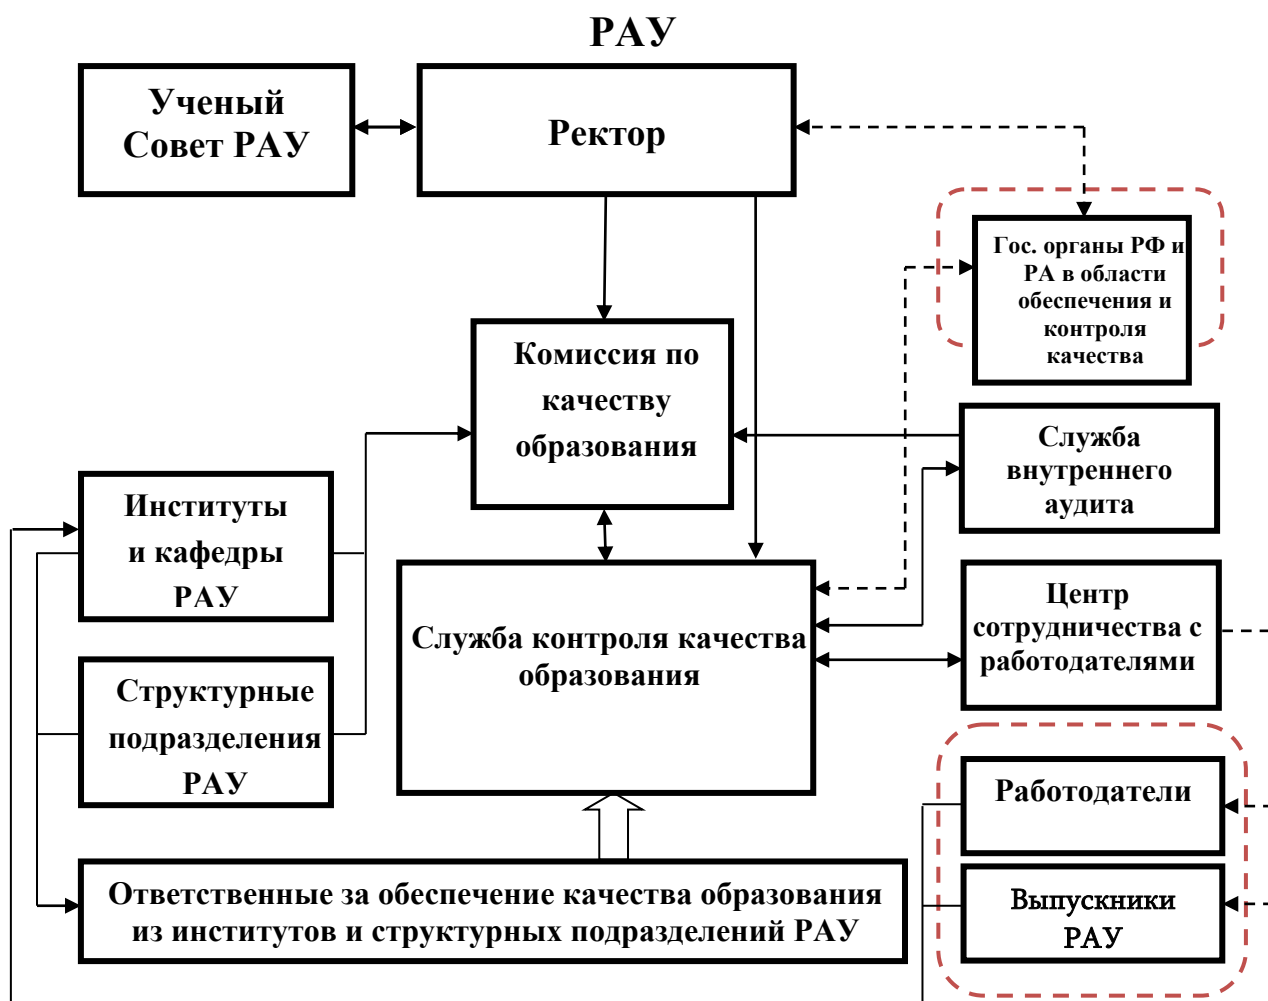 РАУ
Ученый
Совет РАУ
Ректор
Гос. органы РФ и
РА в области
обеспечения и
контроля
качества
Комиссия по
качеству
образования
Служба
внутреннего
аудита
Институты
и кафедры
РАУ
Служба контроля качества
образования
Центр
сотрудничества с
работодателями
Структурные
подразделения
РАУ
Работодатели
Ответственные за обеспечение качества образования
из институтов и структурных подразделений РАУ
Выпускники
РАУ